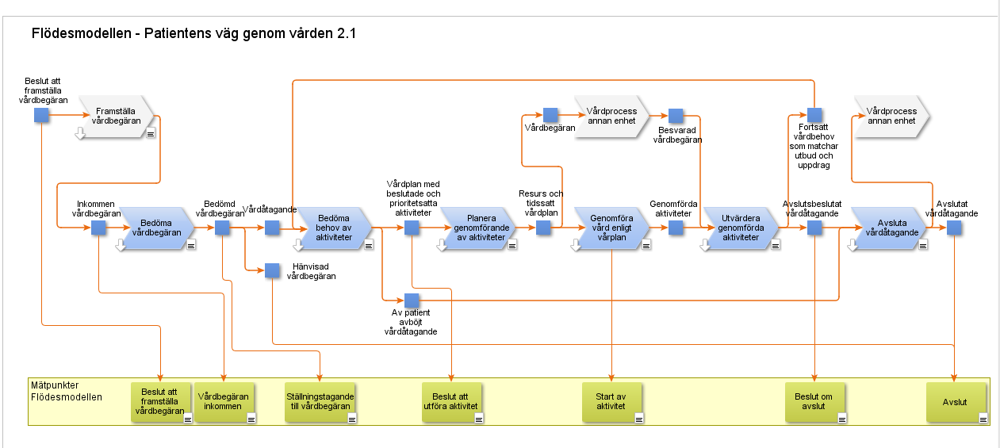 Flödesmodellen - Patientens väg genom vården 2.1
Beslut att
framställa
vårdbegäran
Framställa
vårdbegäran
Vårdbegäran
Vårdprocess
annan enhet
Besvarad
vårdbegäran
Fortsatt
vårdbehov
som matchar
utbud och
uppdrag
Vårdprocess
annan enhet
Inkommen
vårdbegäran
Bedöma
vårdbegäran
Bedömd
vårdbegäran
Vårdåtagande
Bedöma
behov av
aktiviteter
Vårdplan med
beslutade och
prioritetsatta
aktiviteter
Planera
genomförande
av aktiviteter
Resurs och
tidssatt
vårdplan
Genomföra
vård enligt
vårplan
Genomförda
aktiviteter
Utvärdera
genomförda
aktiviteter
Avslutsbeslutat
vårdåtagande
Avsluta
vårdåtagande
Avslutat
vårdåtagande
Hänvisad
vårdbegäran
Av patient
avböjt
vårdåtagande
Mätpunkter
Flödesmodellen
Beslut att
framställa
vårdbegäran
Vårdbegäran
inkommen
Ställningstagande
till vårdbegäran
Beslut att
utföra aktivitet
Start av
aktivitet
Beslut om
avslut
Avslut